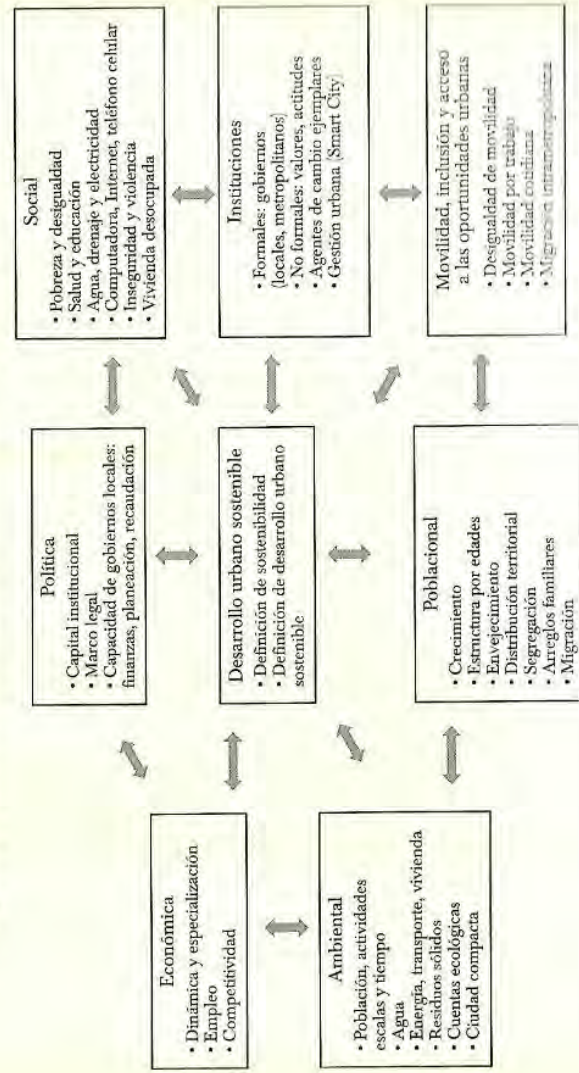 Económica
• Dinámica y especialización
• Empleo
• Competitividad
Ambiental
• Población, actividades
escalas y tiempo
• Agua
• Energía, transporte, vivienda
• Residuos sólidos
• Cuentas ecológicas
• Ciudad compacta
Política
• Capital institucional
• Marco legal
• Capacidad de gobiernos locales:
finanzas, planeación, recaudación
Desarrollo urbano sostenible
• Definición de sostenibilidad
• Definición de desarrollo urbano
sostenible
Poblacional
• Crecimiento
• Estructura por edades
• Envejecimiento
• Distribución territorial
• Segregación
• Arreglos familiares
• Migración
Social
• Pobreza y desigualdad
• Salud y educación
• Agua, drenaje y electricidad
• Computadora, Internet, teléfono celular
• Inseguridad y violencia
• Vivienda desocupada
Instituciones
• Formales: gobiernos
(locales, metropolitanos)
• No formales: valores, actitudes
• Agentes de cambio ejemplares
• Gestión urbana (Smart City)
Movilidad, inclusión y acceso
a las oportunidades urbanas
• Desigualdad de movilidad
• Movilidad por trabajo
• Movilidad cotidiana
• Migración intrametropolitana